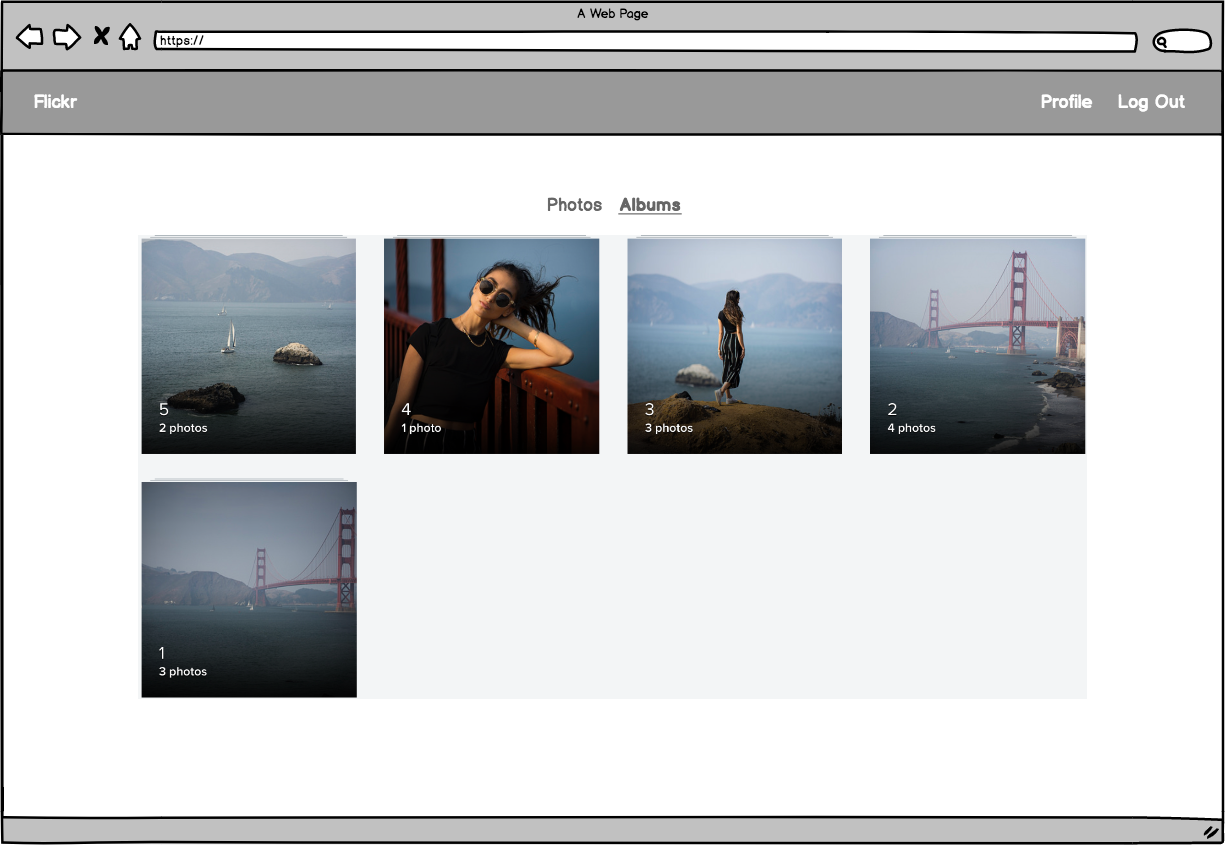 A Web Page
https://
Flickr
Profile Log Out
Photos Albums
5
2 photos
4
1 photo
3
3 photos
2
4 photos
1
3 photos